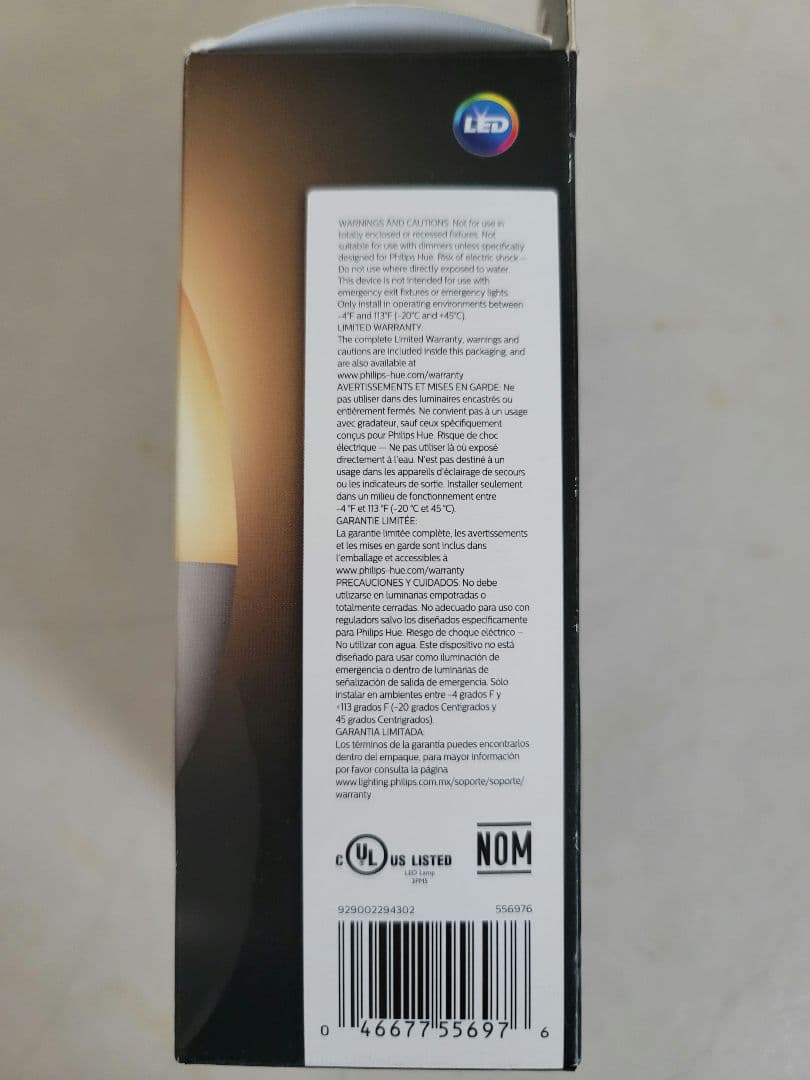 LED
WARNINGS AND CAUTIONS: Not for use in
totally enclosed or recessed fixtures. Not
suitable for use with dimmers unless specifically
designed for Philips Hue. Risk of electric shock –
Do not use where directly exposed to water.
This device is not intended for use with
emergency exit fixtures or emergency lights.
Only install in operating environments between
-4°F and 113°F (-20°C and +45°C).
LIMITED WARRANTY:
The complete Limited Warranty, warnings and
cautions are included inside this packaging, and
are also available at
www.philips-hue.com/warranty
AVERTISSEMENTS ET MISES EN GARDE: Ne
pas utiliser dans des luminaires encastrés ou
entièrement fermés. Ne convient pas à un usage
avec gradateur, sauf ceux spécifiquement
conçus pour Philips Hue. Risque de choc
électrique — Ne pas utiliser là où exposé
directement à l'eau. N'est pas destiné à un
usage dans les appareils d'éclairage de secours
ou les indicateurs de sortie. Installer seulement
dans un milieu de fonctionnement entre
-4 °F et 113 °F (-20 °C et 45 °C).
GARANTIE LIMITÉE:
La garantie limitée complète, les avertissements
et les mises en garde sont inclus dans
l'emballage et accessibles à
www.philips-hue.com/warranty
PRECAUCIONES Y CUIDADOS: No debe
utilizarse en luminarias empotradas o
totalmente cerradas. No adecuado para uso con
reguladors salvo los diseñados específicamente
para Philips Hue. Riesgo de choque eléctrico –
No utilizar con agua. Este dispositivo no está
diseñado para usar como iluminación de
emergencia o dentro de luminarias de
señalización de salida de emergencia. Sólo
instalar en ambientes entre -4 grados F y
+113 grados F (-20 grados Centigrados y
45 grados Centrigrados).
GARANTIA LIMITADA:
Los términos de la garantía puedes encontrarlos
dentro del empaque, para mayor información
por favor consulta la página
www.lighting.philips.com.mx/soporte/soporte/
warranty
C UL US LISTED
LED Lamp
3PMS
NOM
929002294302 556976
0 46677 55697 6